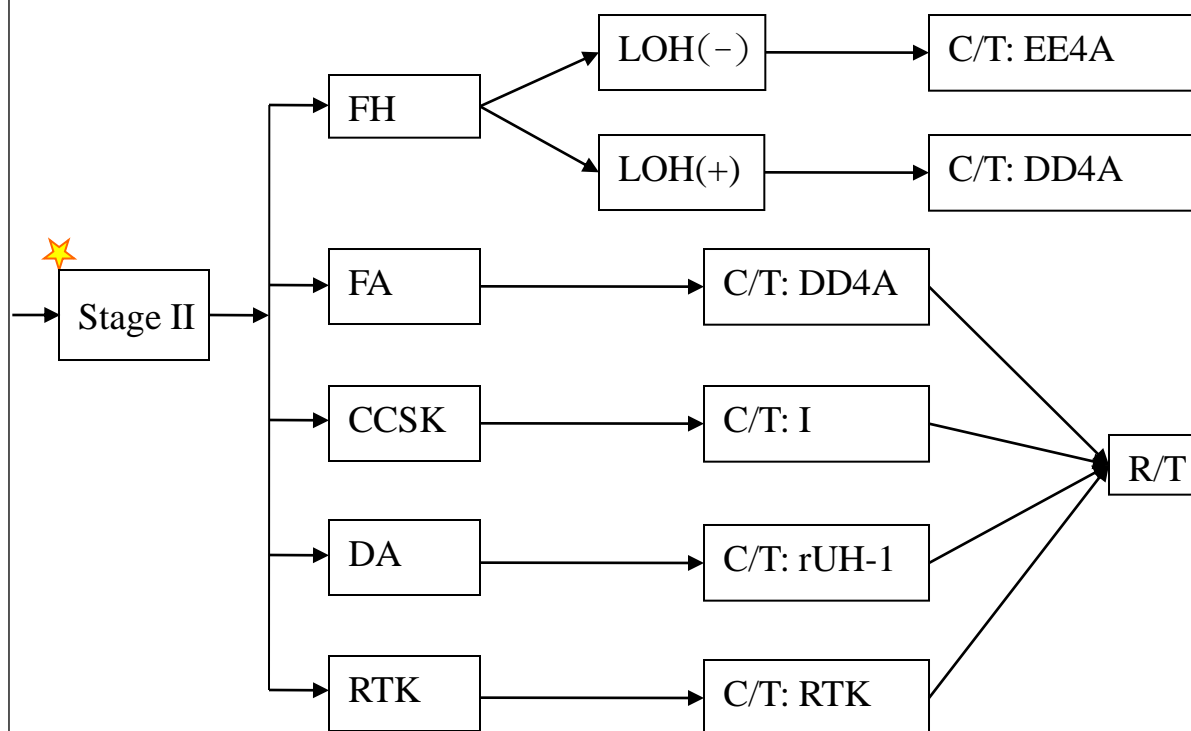 LOH(-)
C/T: EE4A
FH
LOH(+)
C/T: DD4A
Stage II
FA
C/T: DD4A
CCSK
C/T: I
R/T
DA
C/T: rUH-1
RTK
C/T: RTK